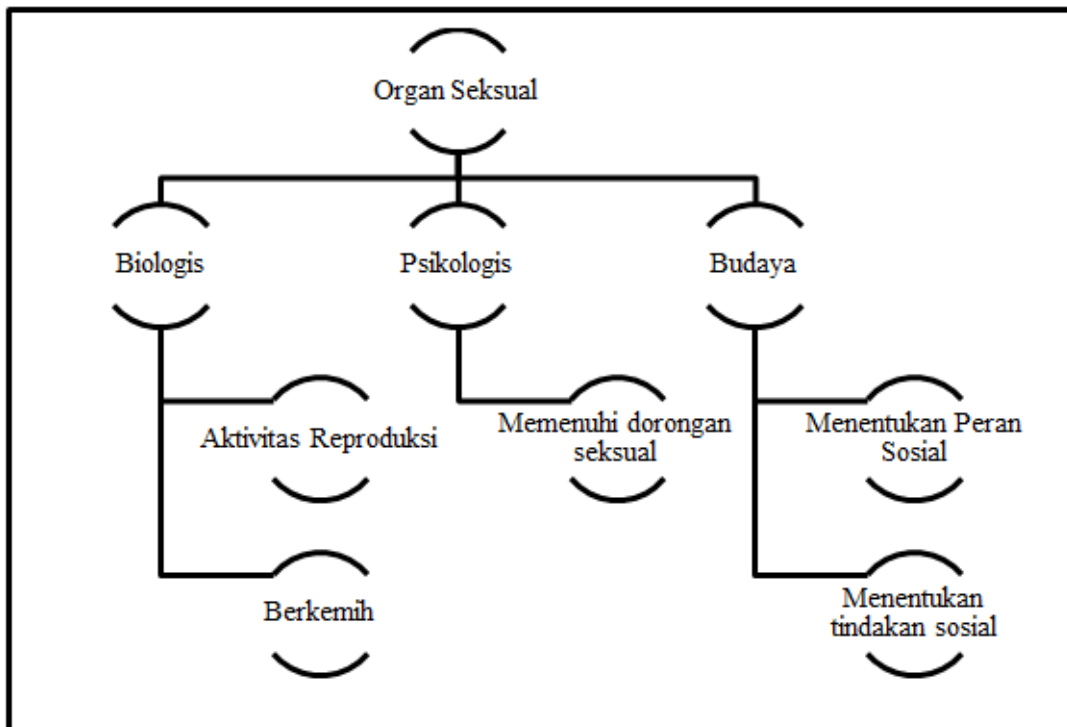 Organ Seksual
Biologis
Psikologis
Budaya
Aktivitas Reproduksi
Memenuhi dorongan
seksual
Menentukan Peran
Sosial
Berkemih
Menentukan
tindakan sosial